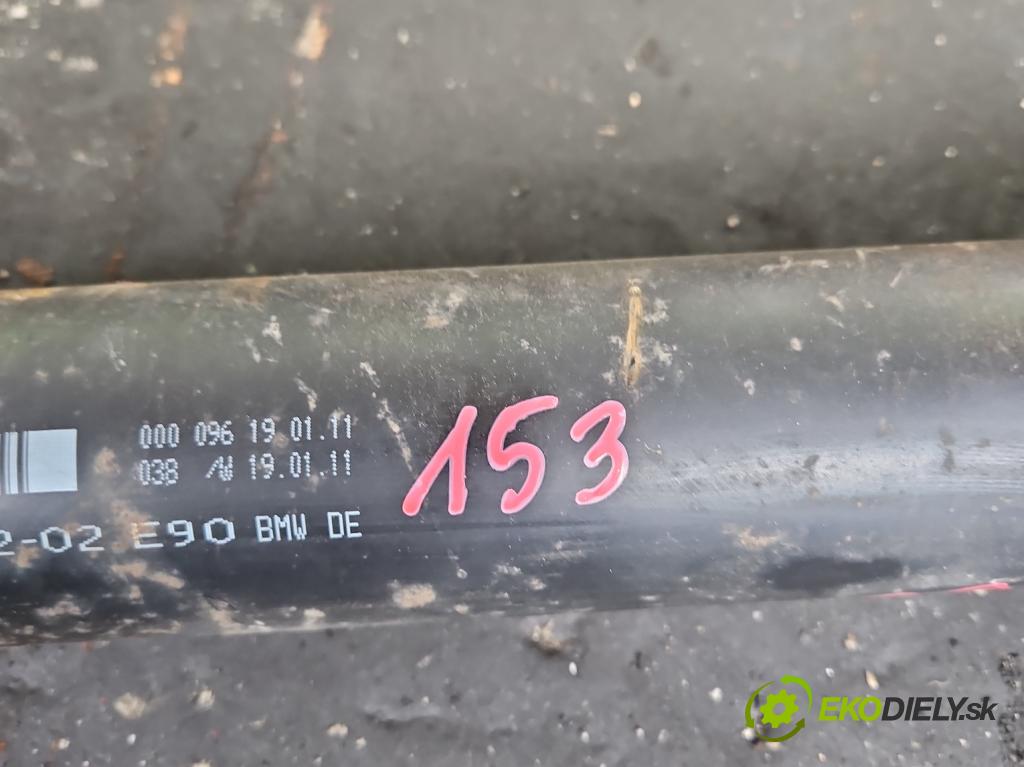 000 096 19 01.11
038 /W 19.01.11
2-02 E90 BMW DE
153
EKODIELY.sk